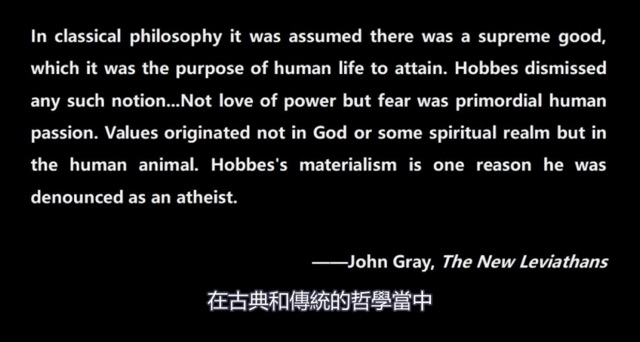 In classical philosophy it was assumed there was a supreme good,
which it was the purpose of human life to attain. Hobbes dismissed
any such notion...Not love of power but fear was primordial human
passion. Values originated not in God or some spiritual realm but in
the human animal. Hobbes's materialism is one reason he was
denounced as an atheist.
——John Gray, The New Leviathans
在古典和傳統的哲學當中